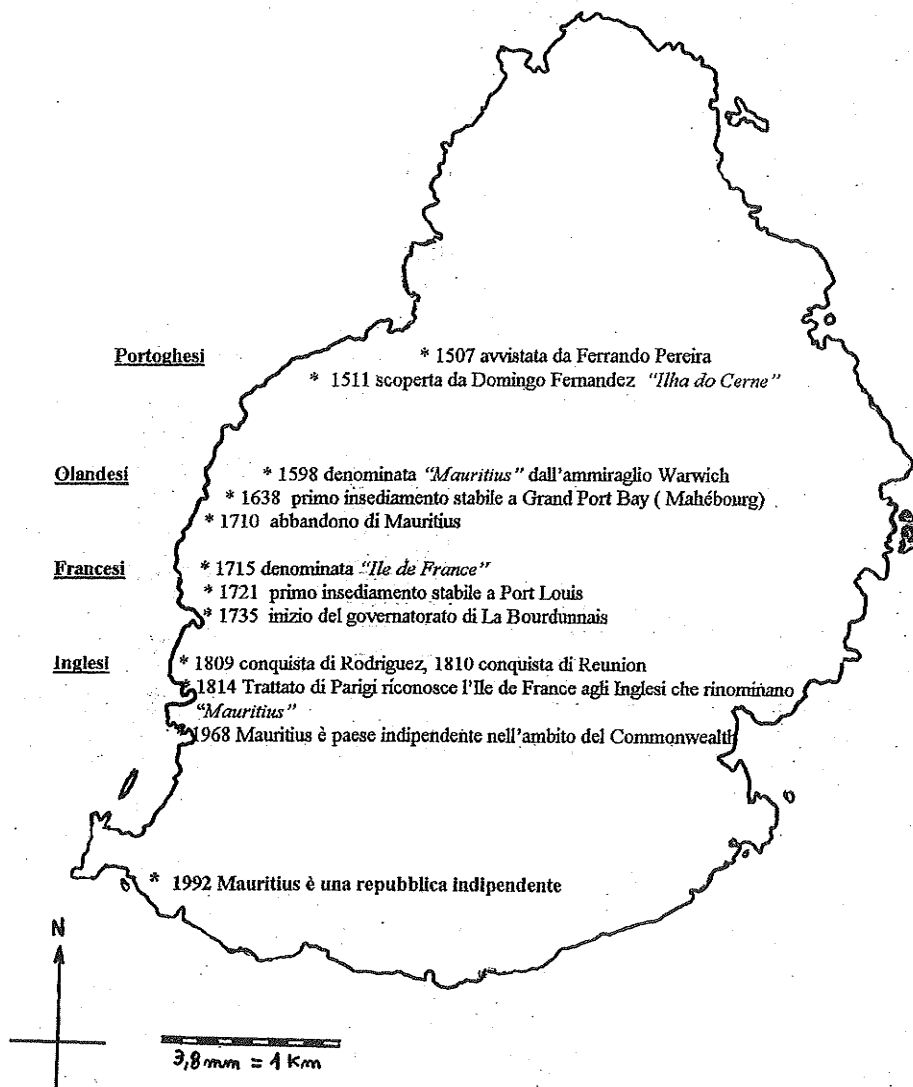 Portoghesi * 1507 avvistata da Ferrando Pereira
* 1511 scoperta da Domingo Fernandez "Ilha do Cerne"
Olandesi * 1598 denominata "Mauritius" dall'ammiraglio Warwich
* 1638 primo insediamento stabile a Grand Port Bay ( Mahébourg)
* 1710 abbandono di Mauritius
Francesi * 1715 denominata "Ile de France"
* 1721 primo insediamento stabile a Port Louis
* 1735 inizio del governatorato di La Bourdunnais
Inglesi * 1809 conquista di Rodriguez, 1810 conquista di Reunion
* 1814 Trattato di Parigi riconosce l'Ile de France agli Inglesi che rinominano
"Mauritius"
* 1968 Mauritius è paese indipendente nell'ambito del Commonwealth
* 1992 Mauritius è una repubblica indipendente
N
3,8 mm = 1 Km